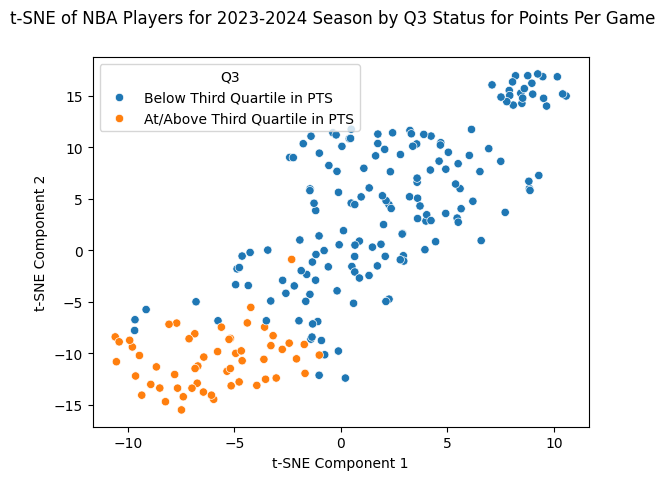 t-SNE of NBA Players for 2023-2024 Season by Q3 Status for Points Per Game
Q3
Below Third Quartile in PTS
At/Above Third Quartile in PTS
15
10
5
0
−5
−10
−15
t-SNE Component 2
−10
−5
0
5
10
t-SNE Component 1